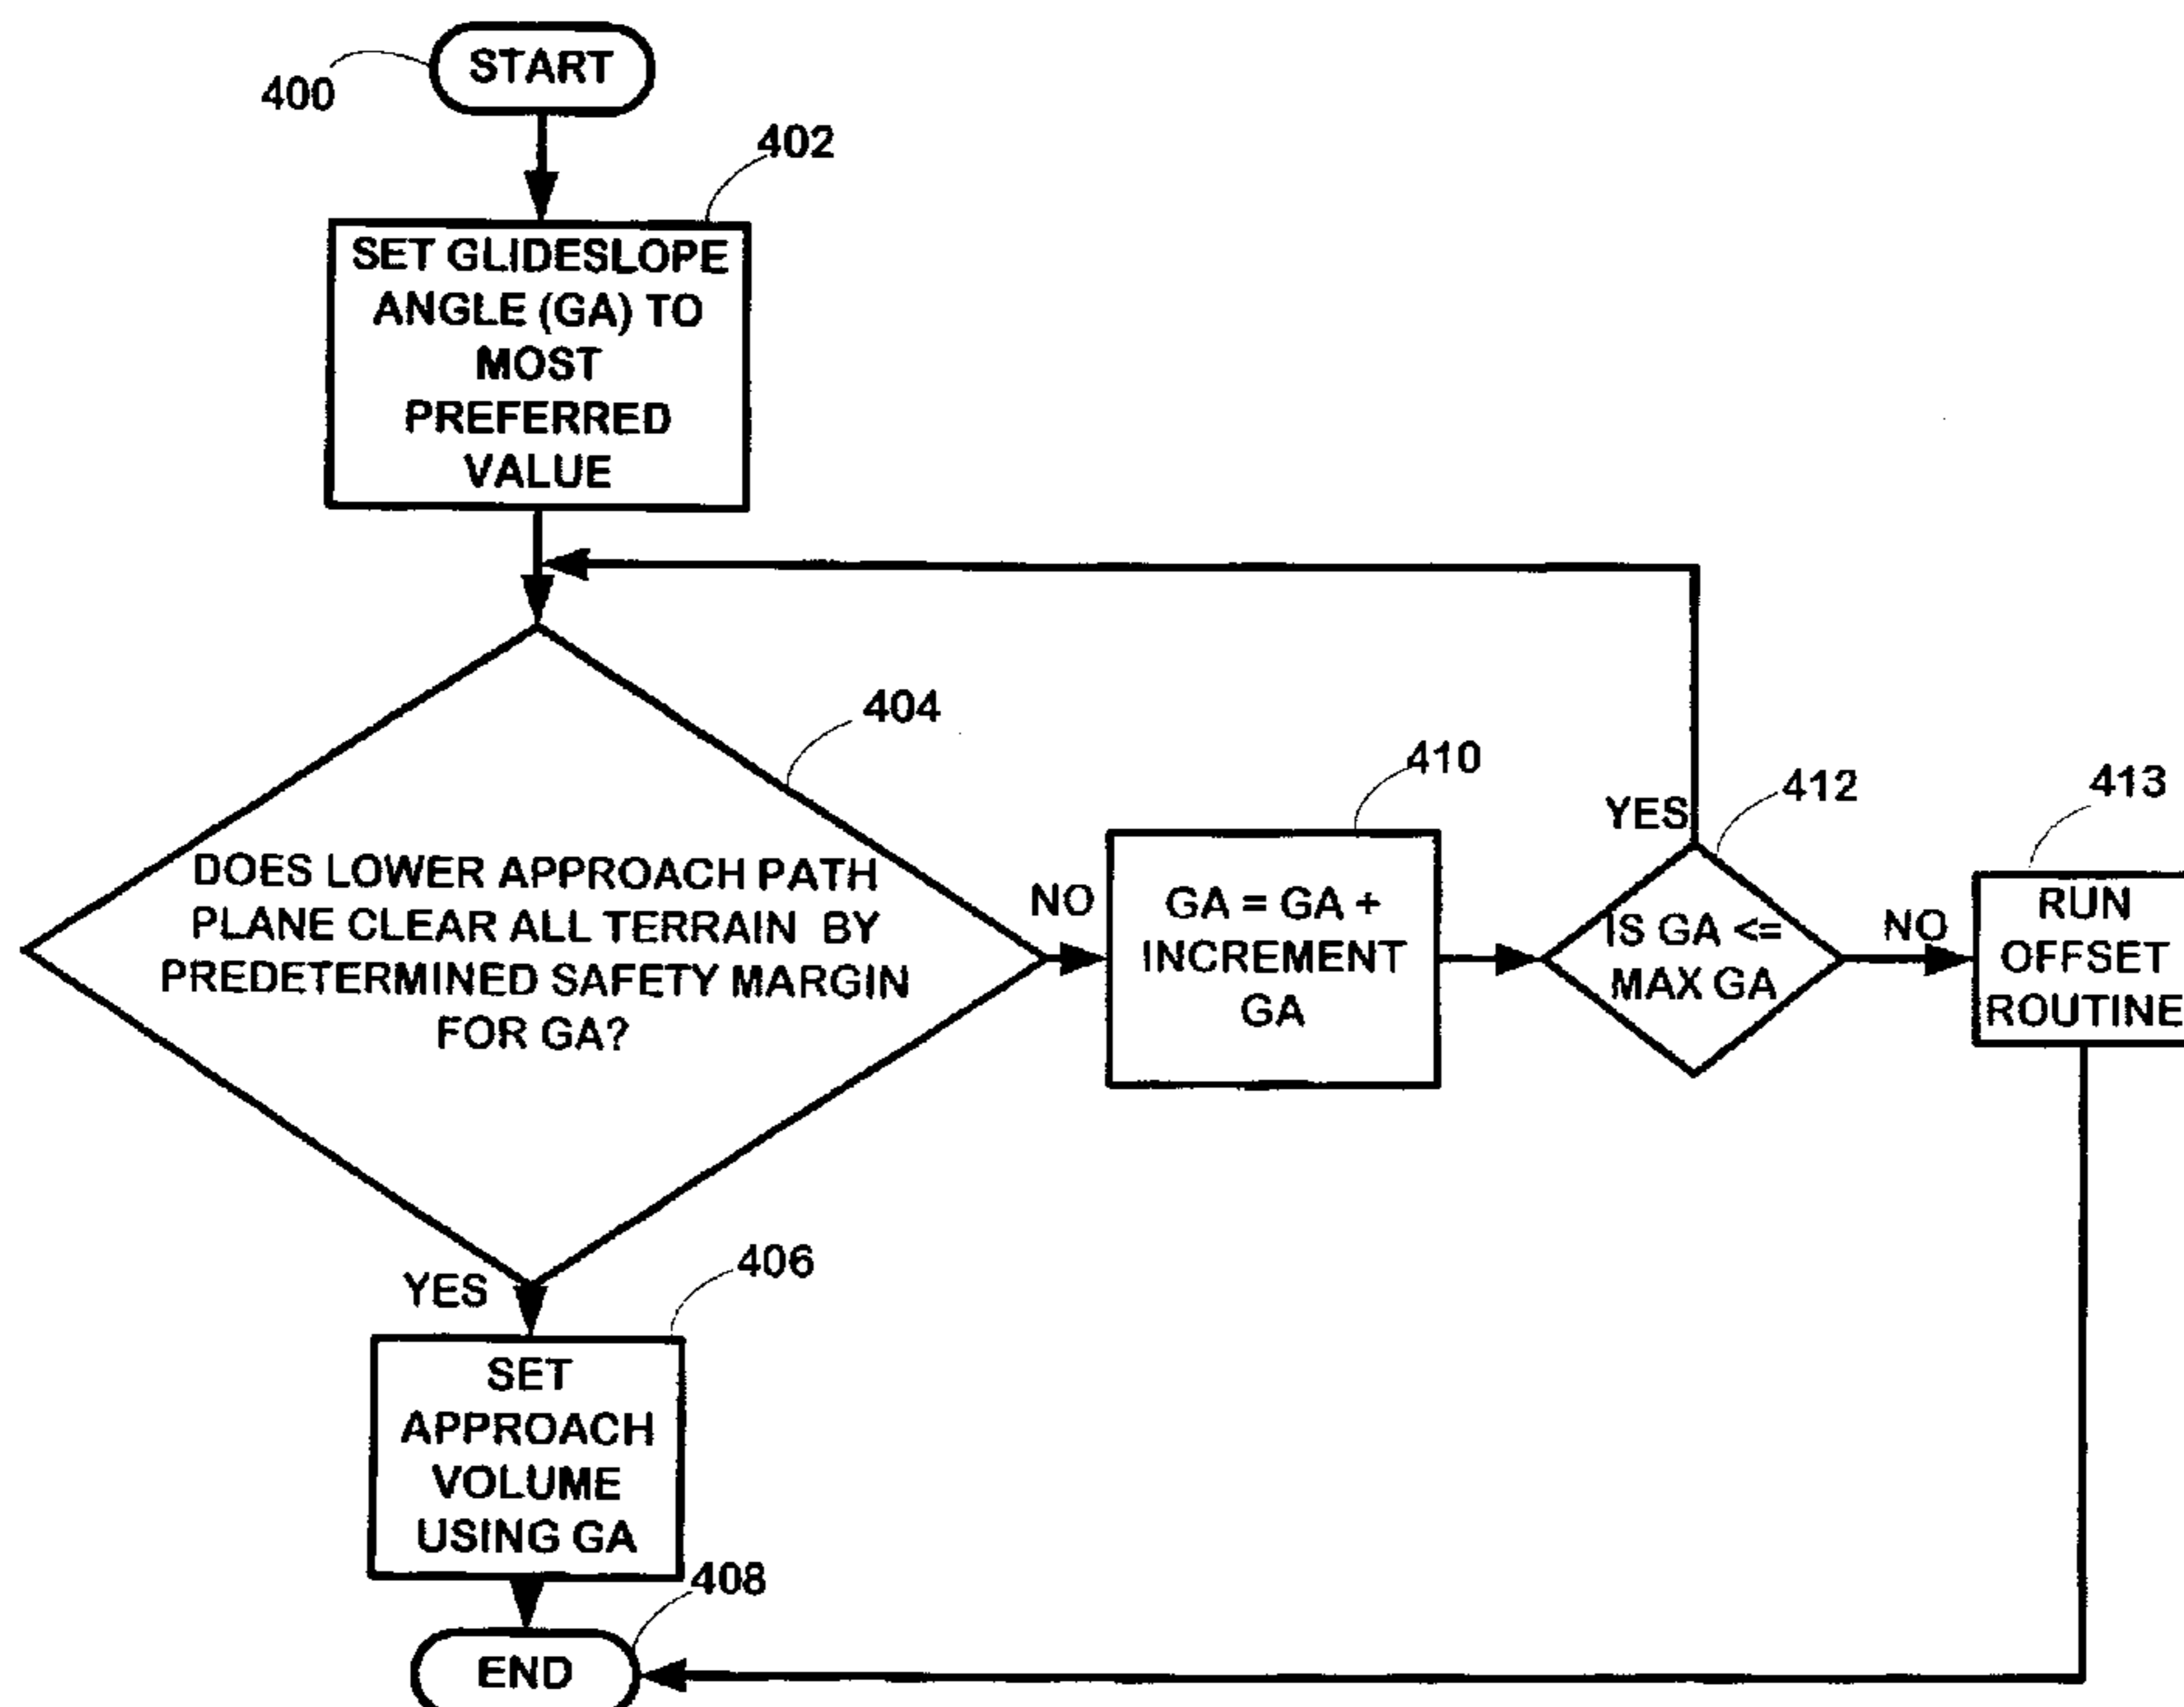 START
400
402
SET GLIDESLOPE
ANGLE (GA) TO
MOST
PREFERRED
VALUE
404
DOES LOWER APPROACH PATH
PLANE CLEAR ALL TERRAIN BY
PREDETERMINED SAFETY MARGIN
FOR GA?
NO
410
GA = GA +
INCREMENT
GA
YES
412
IS GA <=
MAX GA
NO
413
RUN
OFFSET
ROUTINE
YES
406
SET
APPROACH
VOLUME
USING GA
408
END